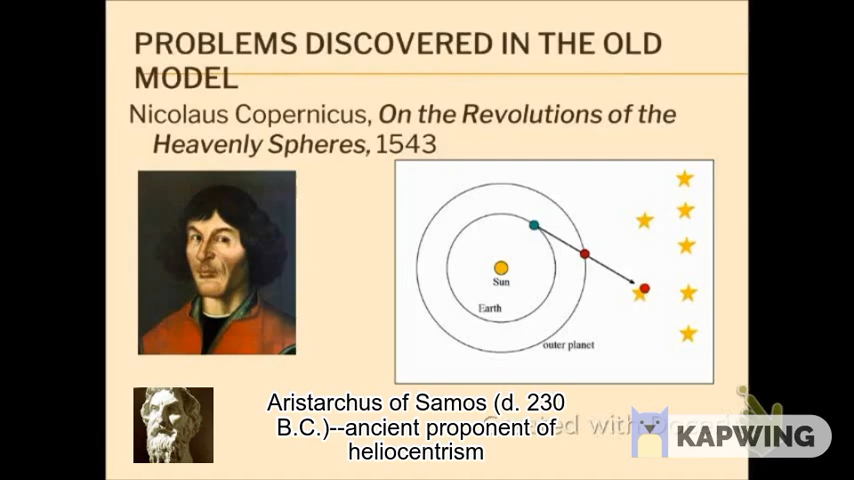 PROBLEMS DISCOVERED IN THE OLD
MODEL
Nicolaus Copernicus, On the Revolutions of the
Heavenly Spheres, 1543
Sun
Earth
outer planet
Aristarchus of Samos (d. 230
B.C.)--ancient proponent of
heliocentrism
with
KAPWING